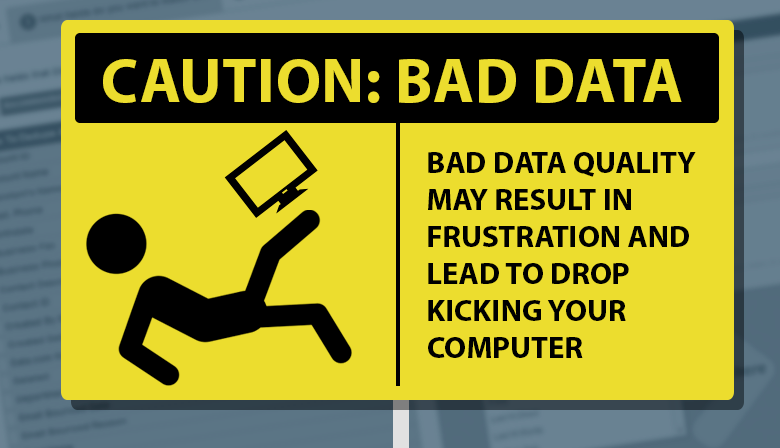 CAUTION: BAD DATA
BAD DATA QUALITY
MAY RESULT IN
FRUSTRATION AND
LEAD TO DROP
KICKING YOUR
COMPUTER